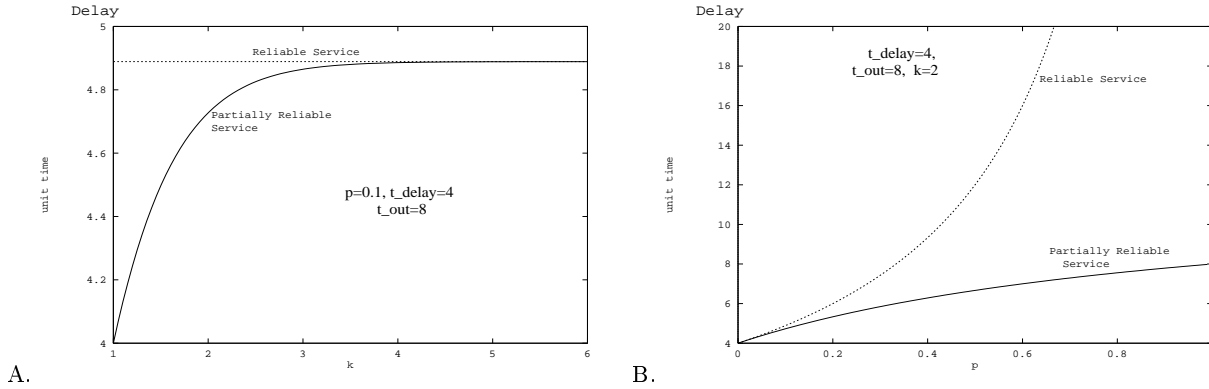 Delay
5
4.8
4.6
4.4
4.2
4
unit time
Reliable Service
Partially Reliable
Service
p=0.1, t_delay=4
t_out=8
1 2 3 4 5 6
k
A.
Delay
20
18
16
14
12
10
8
6
4
unit time
t_delay=4,
t_out=8, k=2
Reliable Service
Partially Reliable
Service
0 0.2 0.4 0.6 0.8
p
B.